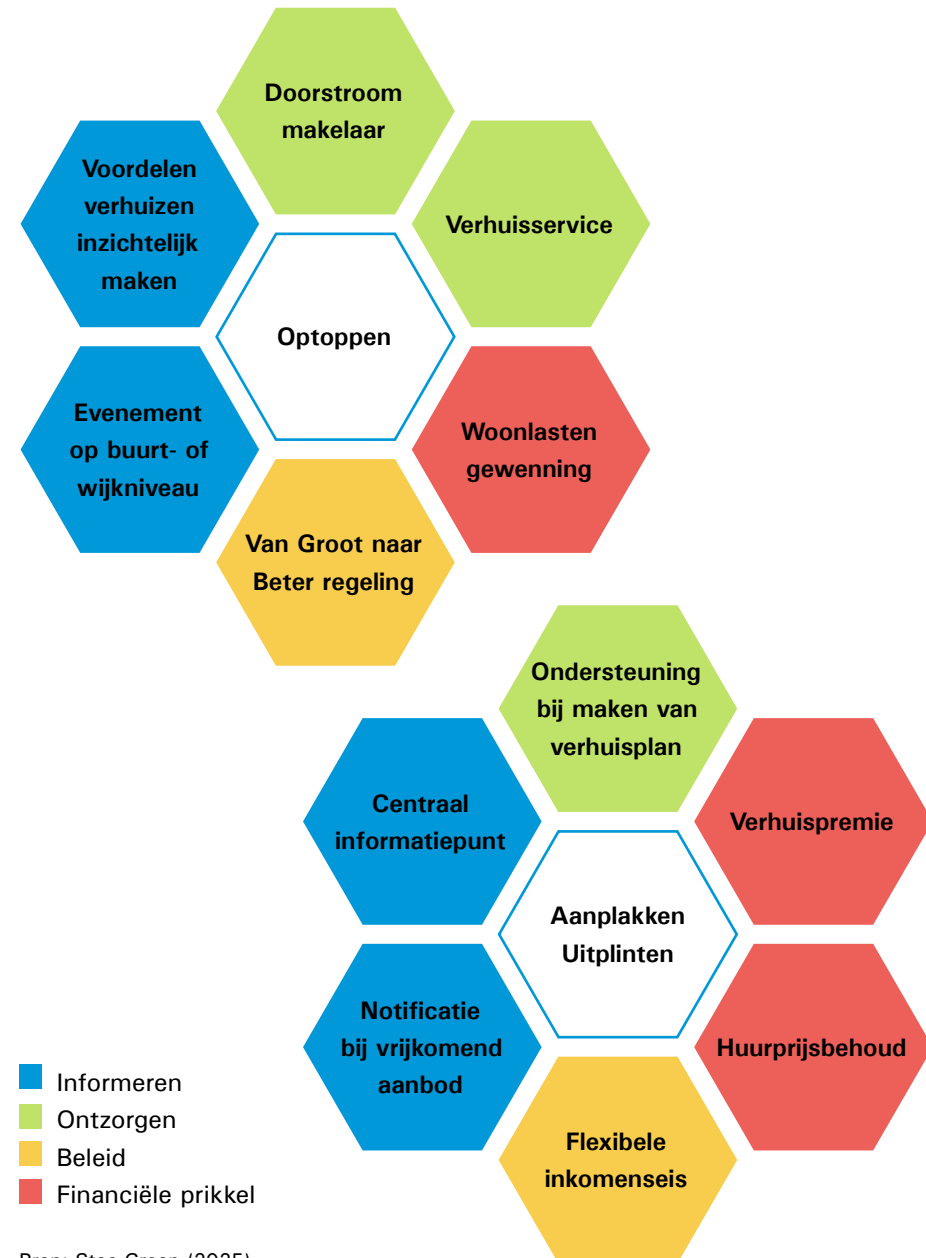 Doorstroom
makelaar
Voordelen
verhuizen
inzichtelijk
maken
Verhuisservice
Optoppen
Evenement
op buurt- of
wijkniveau
Woonlasten
gewenning
Van Groot naar
Beter regeling
Ondersteuning
bij maken van
verhuisplan
Centraal
informatiepunt
Verhuispremie
Aanplakken
Uitplinten
Notificatie
bij vrijkomend
aanbod
Huurprijsbehoud
Flexibele
inkomenseis
Informeren
Ontzorgen
Beleid
Financiële prikkel